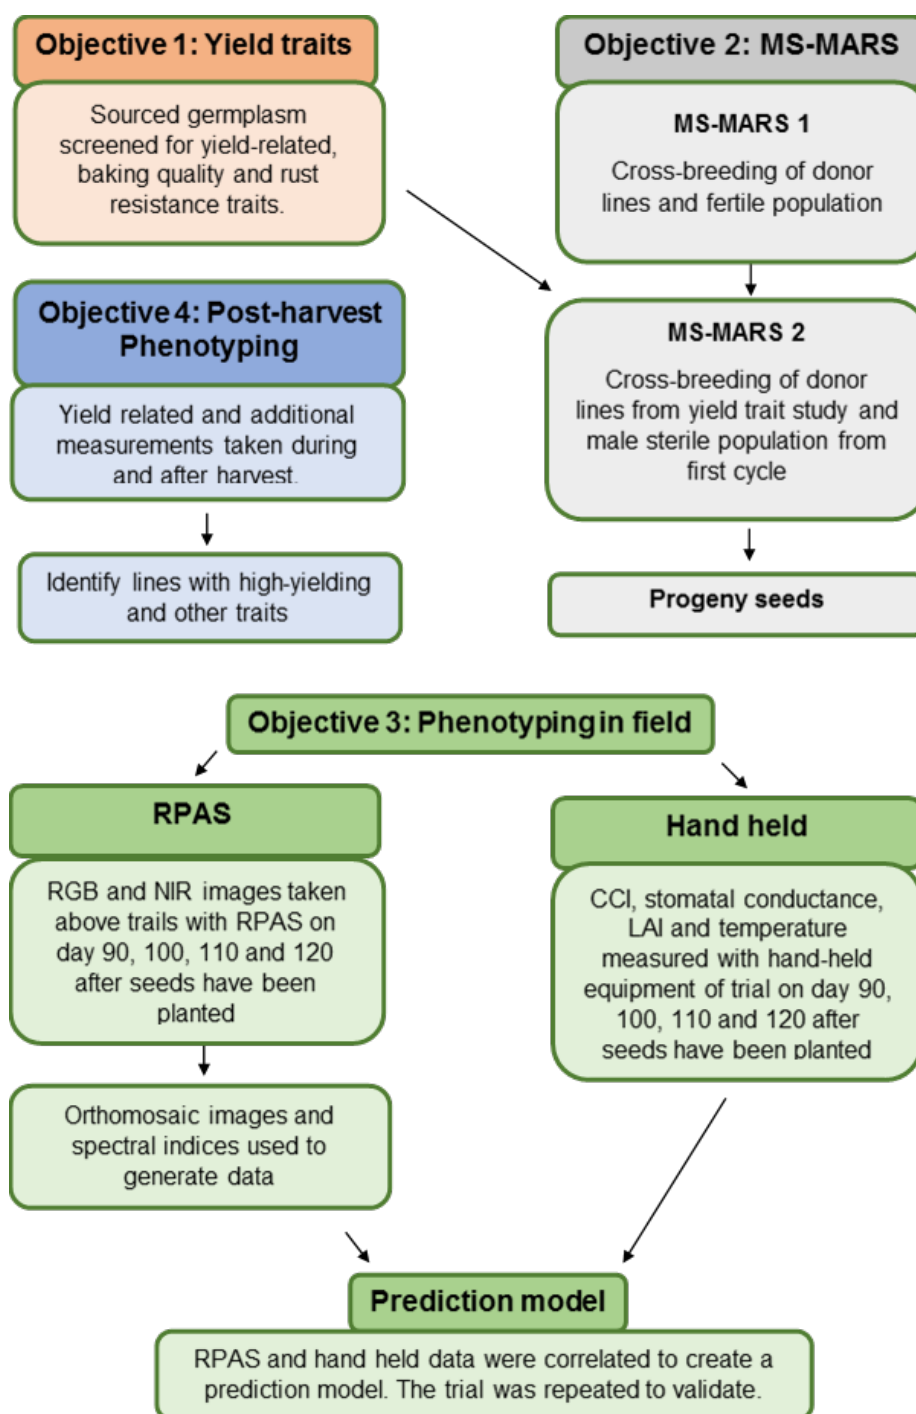 Objective 1: Yield traits
Sourced germplasm
screened for yield-related,
baking quality and rust
resistance traits.
Objective 2: MS-MARS
MS-MARS 1
Cross-breeding of donor
lines and fertile population
MS-MARS 2
Cross-breeding of donor
lines from yield trait study and
male sterile population from
first cycle
Progeny seeds
Objective 4: Post-harvest
Phenotyping
Yield related and additional
measurements taken during
and after harvest.
Identify lines with high-yielding
and other traits
Objective 3: Phenotyping in field
RPAS
RGB and NIR images taken
above trails with RPAS on
day 90, 100, 110 and 120
after seeds have been
planted
Orthomosaic images and
spectral indices used to
generate data
Hand held
CCI, stomatal conductance,
LAI and temperature
measured with hand-held
equipment of trial on day 90,
100, 110 and 120 after
seeds have been planted
Prediction model
RPAS and hand held data were correlated to create a
prediction model. The trial was repeated to validate.